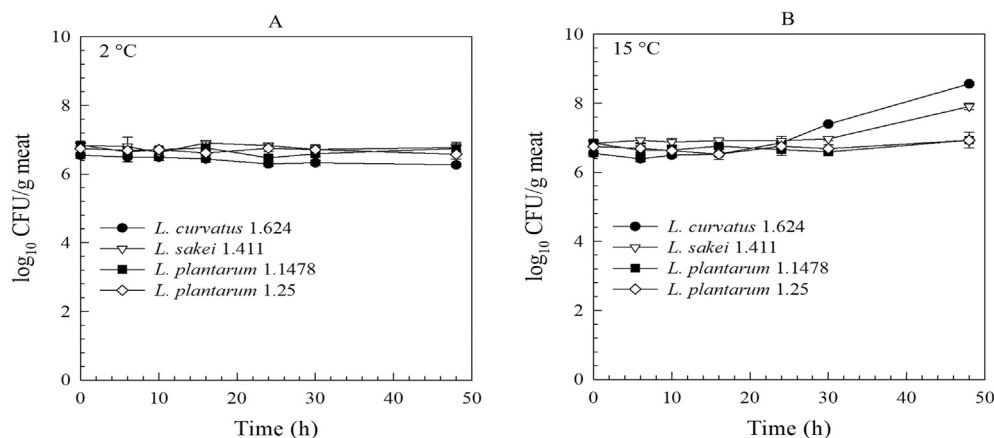 A
10
2 °C
8
6
4
2
0
log₁₀ CFU/g meat
L. curvatus 1.624
L. sakei 1.411
L. plantarum 1.1478
L. plantarum 1.25
0 10 20 30 40 50
Time (h)
B
10
15 °C
8
6
4
2
0
log₁₀ CFU/g meat
L. curvatus 1.624
L. sakei 1.411
L. plantarum 1.1478
L. plantarum 1.25
0 10 20 30 40 50
Time (h)